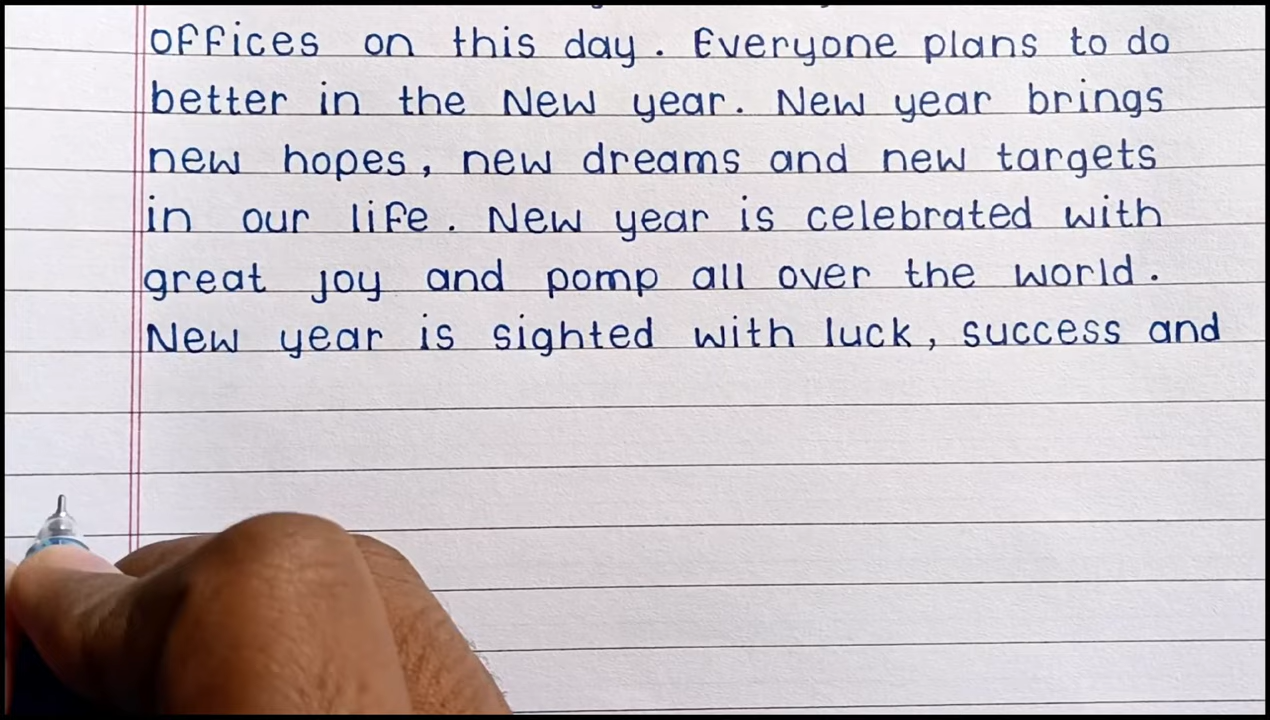 offices on this day. Everyone plans to do
better in the New year. New year brings
new hopes, new dreams and new targets
in our life. New year is celebrated with
great joy and pomp all over the world.
New year is sighted with luck, success and